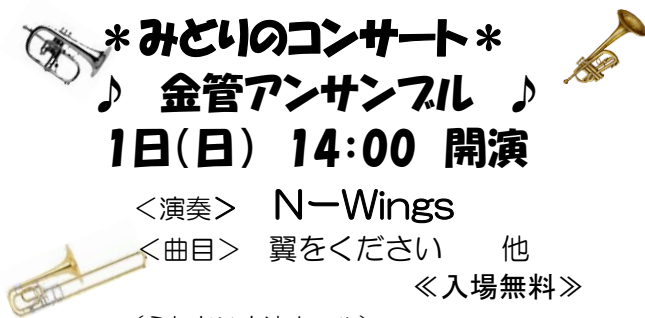 ＊みどりのコンサート＊
♪ 金管アンサンブル ♪
1日(日) 14:00 開演
＜演奏＞ N－Wings
＜曲目＞ 翼をください 他
≪入場無料≫